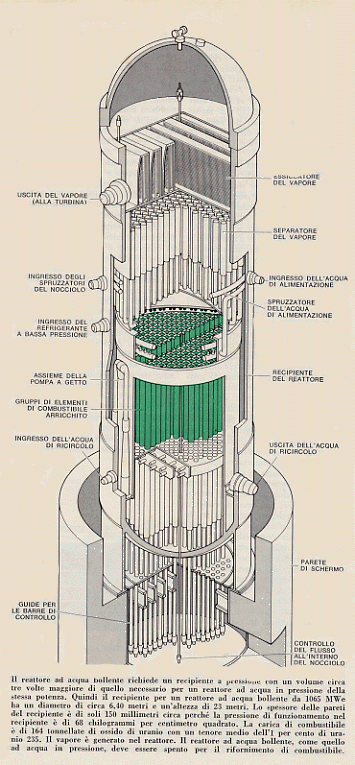 ESSICCATORE
DEL VAPORE
USCITA DEL VAPORE
(ALLA TURBINA)
SEPARATORE
DEL VAPORE
INGRESSO DEGLI
SPRUZZATORI
DEL NOCCIOLO
INGRESSO DELL'ACQUA
DI ALIMENTAZIONE
SPRUZZATORE
DELL'ACQUA
DI ALIMENTAZIONE
INGRESSO DEL
REFRIGERANTE
A BASSA PRESSIONE
ASSIEME DELLA
POMPA A GETTO
RECIPIENTE
DEL REATTORE
GRUPPI DI ELEMENTI
DI COMBUSTIBILE
ARRICCHITO
INGRESSO DELL'ACQUA
DI RICIRCOLO
USCITA DELL'ACQUA
DI RICIRCOLO
PARETE
DI SCHERMO
GUIDE PER
LE BARRE DI
CONTROLLO
CONTROLLO
DEL FLUSSO
ALL'INTERNO
DEL NOCCIOLO
Il reattore ad acqua bollente richiede un recipiente a pressione con un volume circa
tre volte maggiore di quello necessario per un reattore ad acqua in pressione della
stessa potenza. Quindi il recipiente per un reattore ad acqua bollente da 1065 MWe
ha un diametro di circa 6,40 metri e un'altezza di 23 metri. Lo spessore delle pareti
del recipiente è di soli 150 millimetri circa perché la pressione di funzionamento nel
recipiente è di 68 chilogrammi per centimetro quadrato. La carica di combustibile
è di 164 tonnellate di ossido di uranio con un tenore medio dell'1 per cento di ura-
nio 235. Il vapore è generato nel reattore. Il reattore ad acqua bollente, come quello
ad acqua in pressione, deve essere spento per il rifornimento di combustibile.